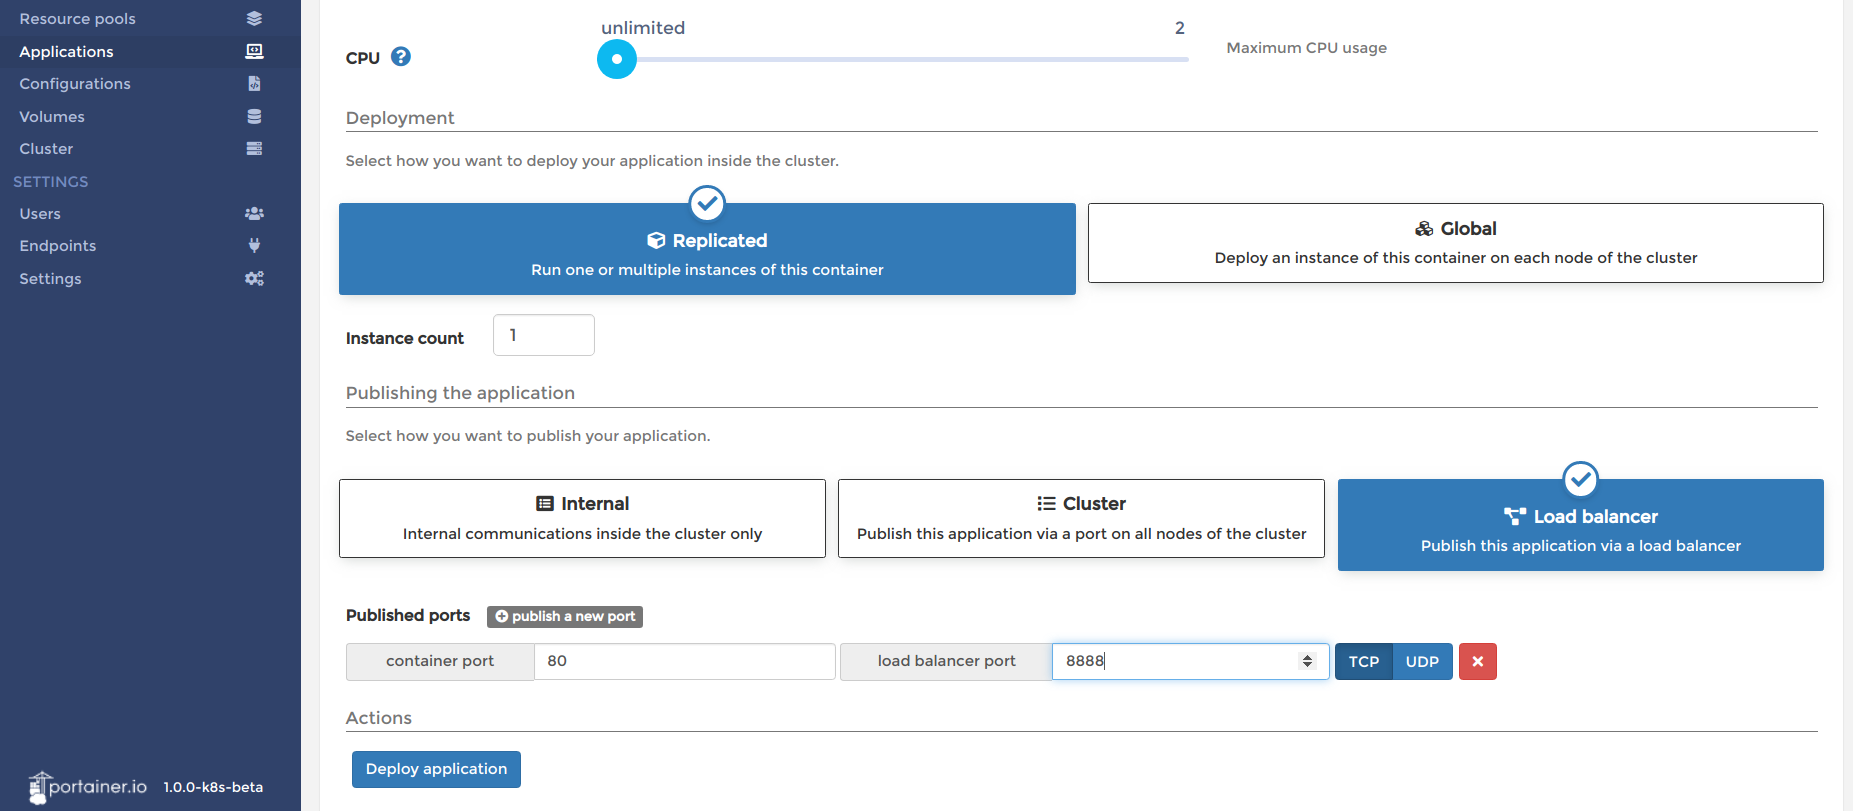 Resource pools
Applications
Configurations
Volumes
Cluster
SETTINGS
Users
Endpoints
Settings
portainer.io 1.0.0-k8s-beta
unlimited 2
CPU ? Maximum CPU usage
Deployment
Select how you want to deploy your application inside the cluster.
Replicated
Run one or multiple instances of this container
Global
Deploy an instance of this container on each node of the cluster
Instance count 1
Publishing the application
Select how you want to publish your application.
Internal
Internal communications inside the cluster only
Cluster
Publish this application via a port on all nodes of the cluster
Load balancer
Publish this application via a load balancer
Published ports publish a new port
container port 80 load balancer port 8888 TCP UDP
Actions
Deploy application